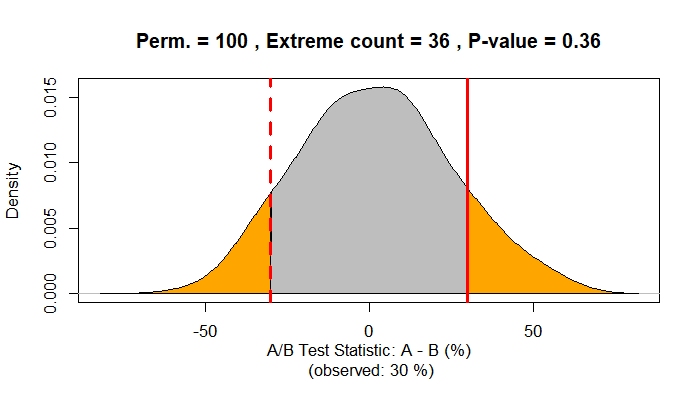 Perm. = 100 , Extreme count = 36 , P-value = 0.36
0.015
0.010
0.005
0.000
Density
-50
0
50
A/B Test Statistic: A - B (%)
(observed: 30 %)